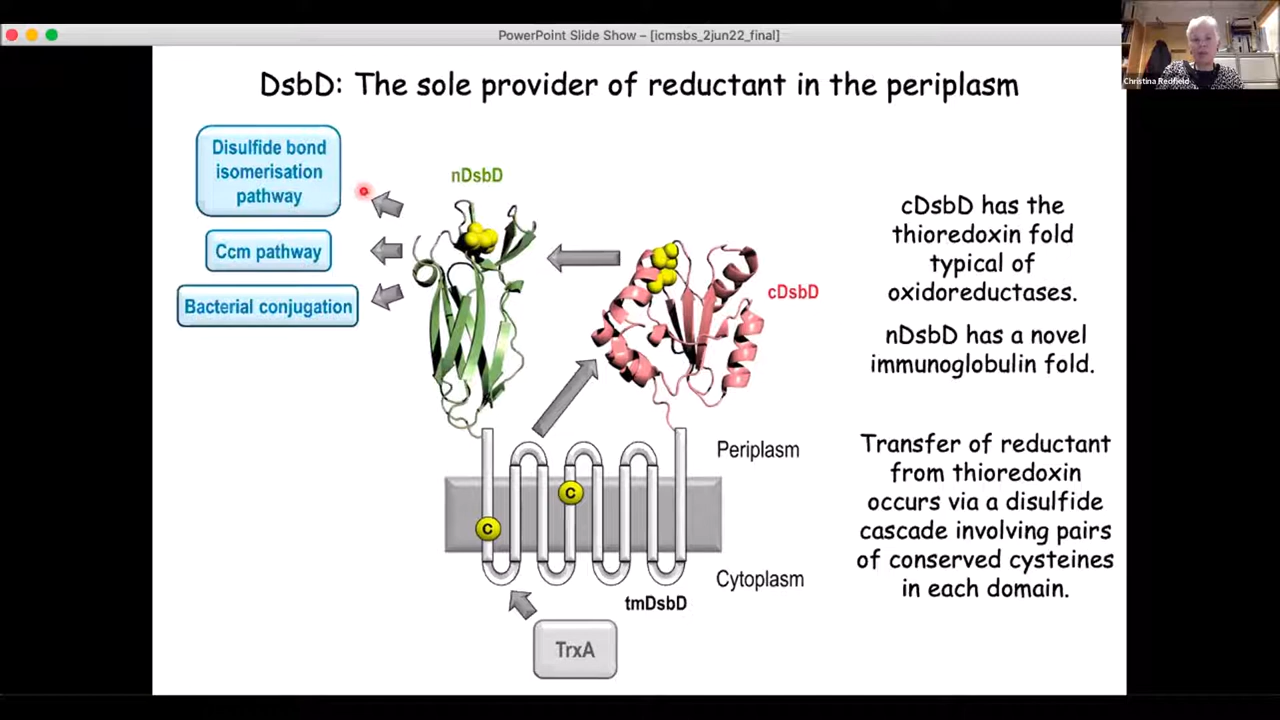 PowerPoint Slide Show – [icmsbs_2jun22_final]
Christina Redfield
DsbD: The sole provider of reductant in the periplasm
Disulfide bond
isomerisation
pathway
Ccm pathway
Bacterial conjugation
nDsbD
cDsbD
C
C
Periplasm
Cytoplasm
tmDsbD
TrxA
cDsbD has the
thioredoxin fold
typical of
oxidoreductases.
nDsbD has a novel
immunoglobulin fold.
Transfer of reductant
from thioredoxin
occurs via a disulfide
cascade involving pairs
of conserved cysteines
in each domain.